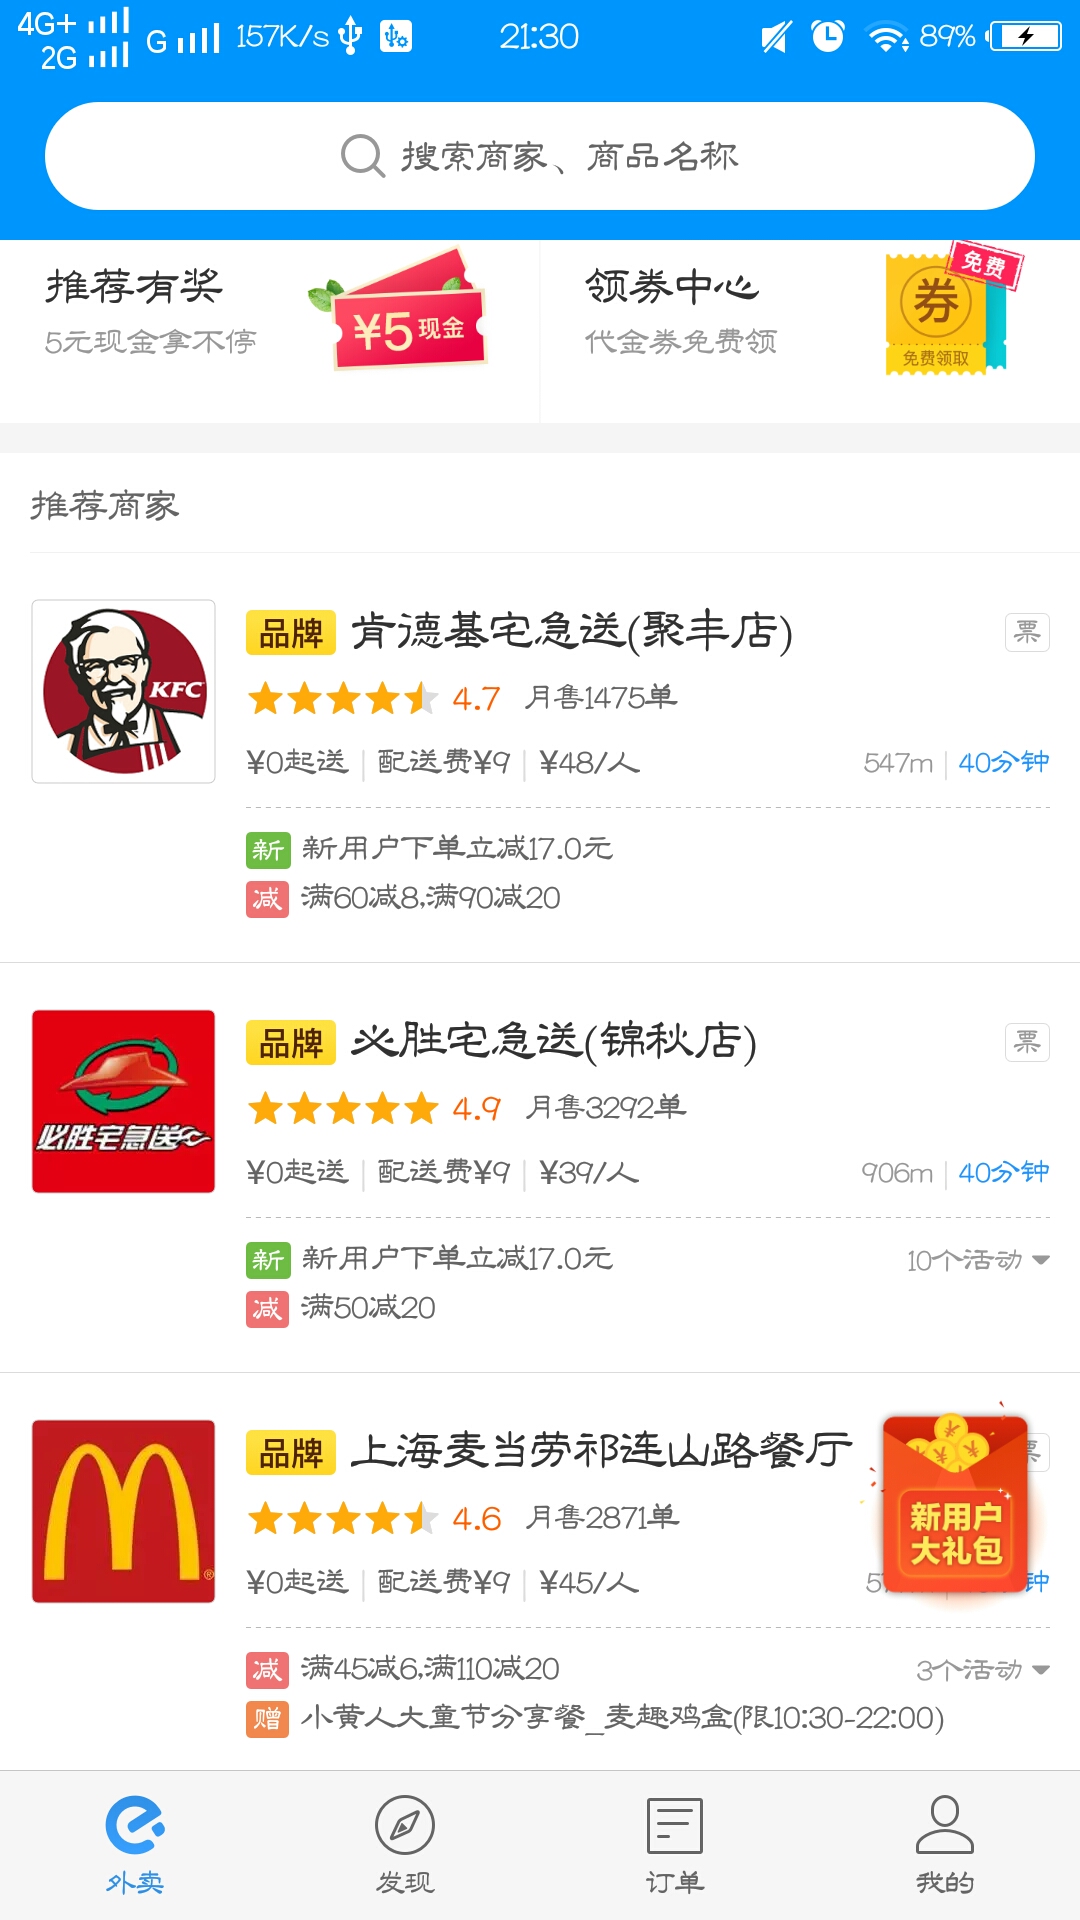 4G+
2G
G 157K/s 21:30 89%
搜索商家、商品名称
推荐有奖
5元现金拿不停
¥5现金
领券中心
代金券免费领
免费
券
免费领取
推荐商家
KFC
品牌 肯德基宅急送(聚丰店) 票
4.7 月售1475单
¥0起送 配送费¥9 ¥48/人 547m 40分钟
新 新用户下单立减17.0元
减 满60减8,满90减20
必胜宅急送
品牌 必胜宅急送(锦秋店) 票
4.9 月售3292单
¥0起送 配送费¥9 ¥39/人 906m 40分钟
新 新用户下单立减17.0元 10个活动
减 满50减20
品牌 上海麦当劳祁连山路餐厅 票
4.6 月售2871单
新用户
大礼包
¥0起送 配送费¥9 ¥45/人 钟
减 满45减6,满110减20 3个活动
赠 小黄人大童节分享餐_麦趣鸡盒(限10:30-22:00)
外卖 发现 订单 我的